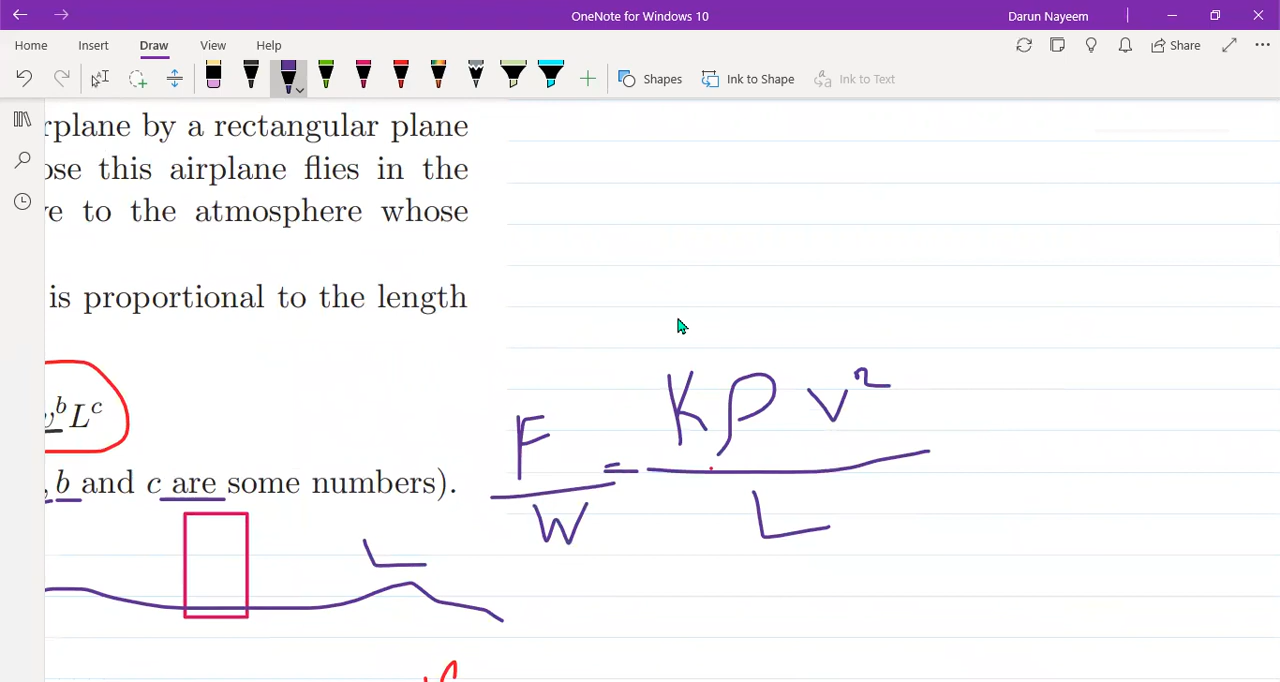 OneNote for Windows 10
Darun Nayeem
Home Insert Draw View Help
Share
Shapes
Ink to Shape
Ink to Text
rplane by a rectangular plane
ose this airplane flies in the
ve to the atmosphere whose
is proportional to the length
v^b L^c
, b and c are some numbers).
F/W = Kρv²/L
L